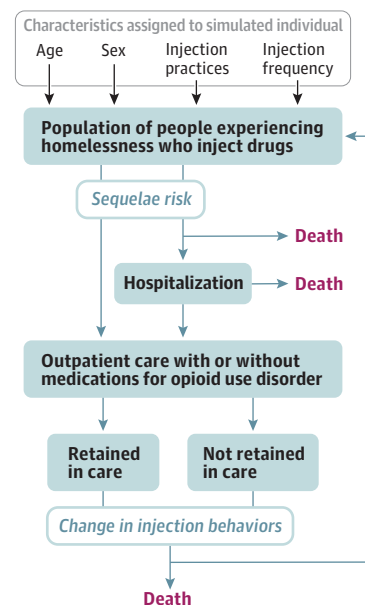 Characteristics assigned to simulated individual
Age Sex Injection practices Injection frequency
Population of people experiencing
homelessness who inject drugs
Sequelae risk
Death
Hospitalization
Death
Outpatient care with or without
medications for opioid use disorder
Retained
in care
Not retained
in care
Change in injection behaviors
Death